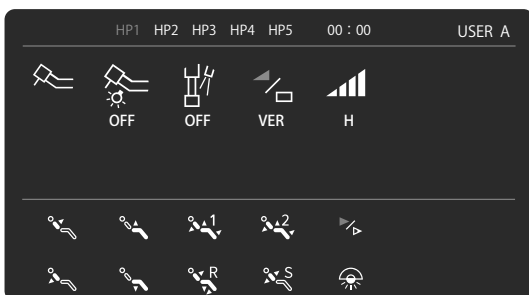 HP1 HP2 HP3 HP4 HP5 00:00 USER A
OFF OFF VER H
1 2
R S